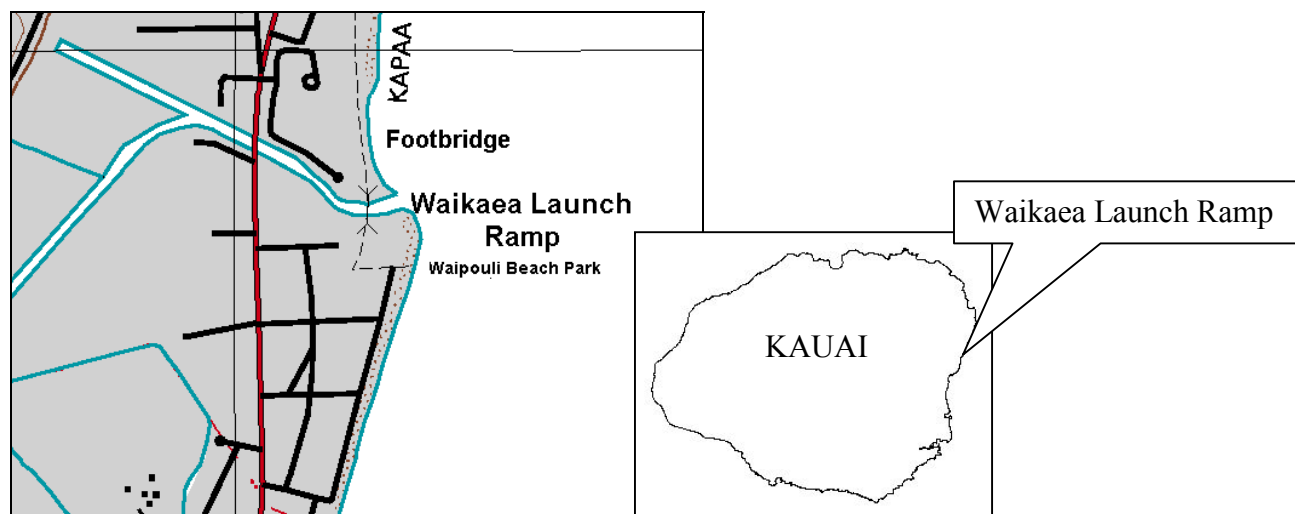 KAPAA
Footbridge
Waikaea Launch
Ramp
Waipouli Beach Park
Waikaea Launch Ramp
KAUAI